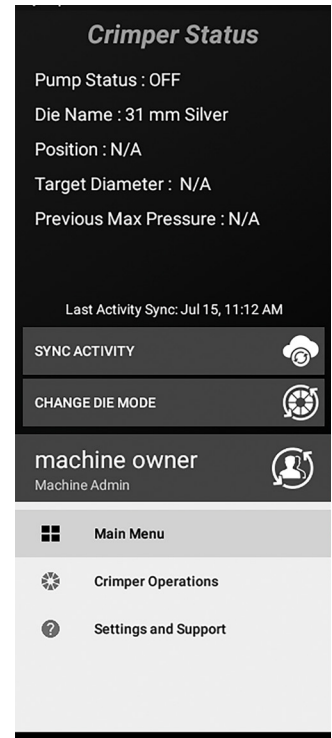 Crimper Status
Pump Status : OFF
Die Name : 31 mm Silver
Position : N/A
Target Diameter : N/A
Previous Max Pressure : N/A
Last Activity Sync: Jul 15, 11:12 AM
SYNC ACTIVITY
CHANGE DIE MODE
machine owner
Machine Admin
Main Menu
Crimper Operations
Settings and Support